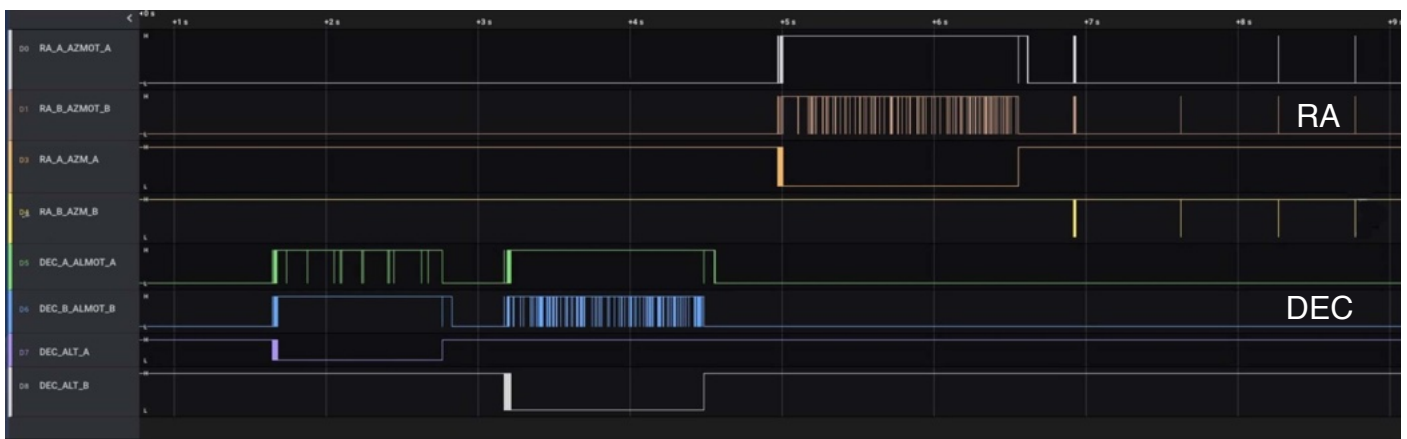 +0 s
+1 s +2 s +3 s +4 s +5 s +6 s +7 s +8 s +9
D0 RA_A_AZMOT_A H
L
D1 RA_B_AZMOT_B H
RA
L
D3 RA_A_AZM_A H
L
RA_B_AZM_B H
L
D5 DEC_A_ALMOT_A H
L
D6 DEC_B_ALMOT_B H
DEC
L
D7 DEC_ALT_A H
L
D8 DEC_ALT_B H
L